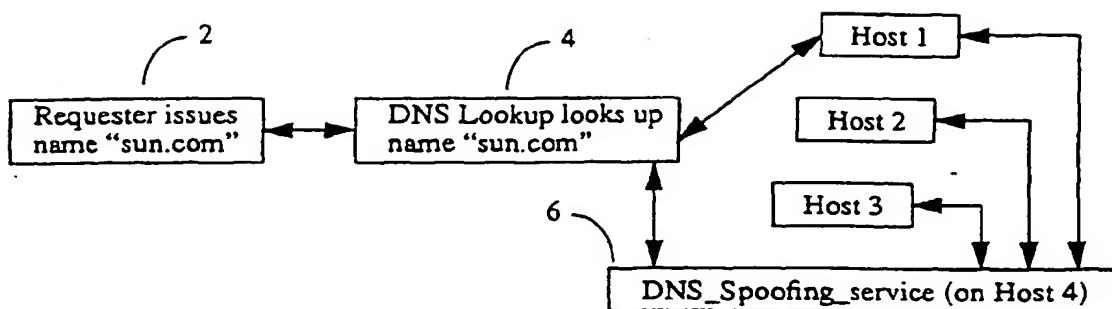 2
4
Host 1
Requester issues
name “sun.com”
DNS Lookup looks up
name “sun.com”
Host 2
Host 3
6
DNS_Spoofing_service (on Host 4)